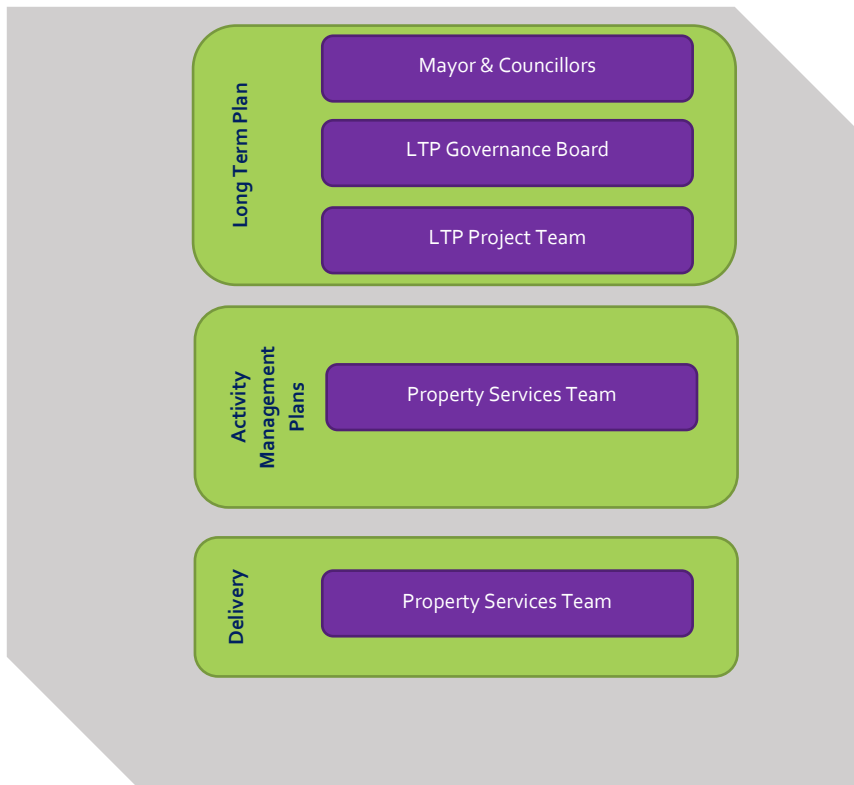 Long Term Plan
Mayor & Councillors
LTP Governance Board
LTP Project Team
Activity
Management
Plans
Property Services Team
Delivery
Property Services Team